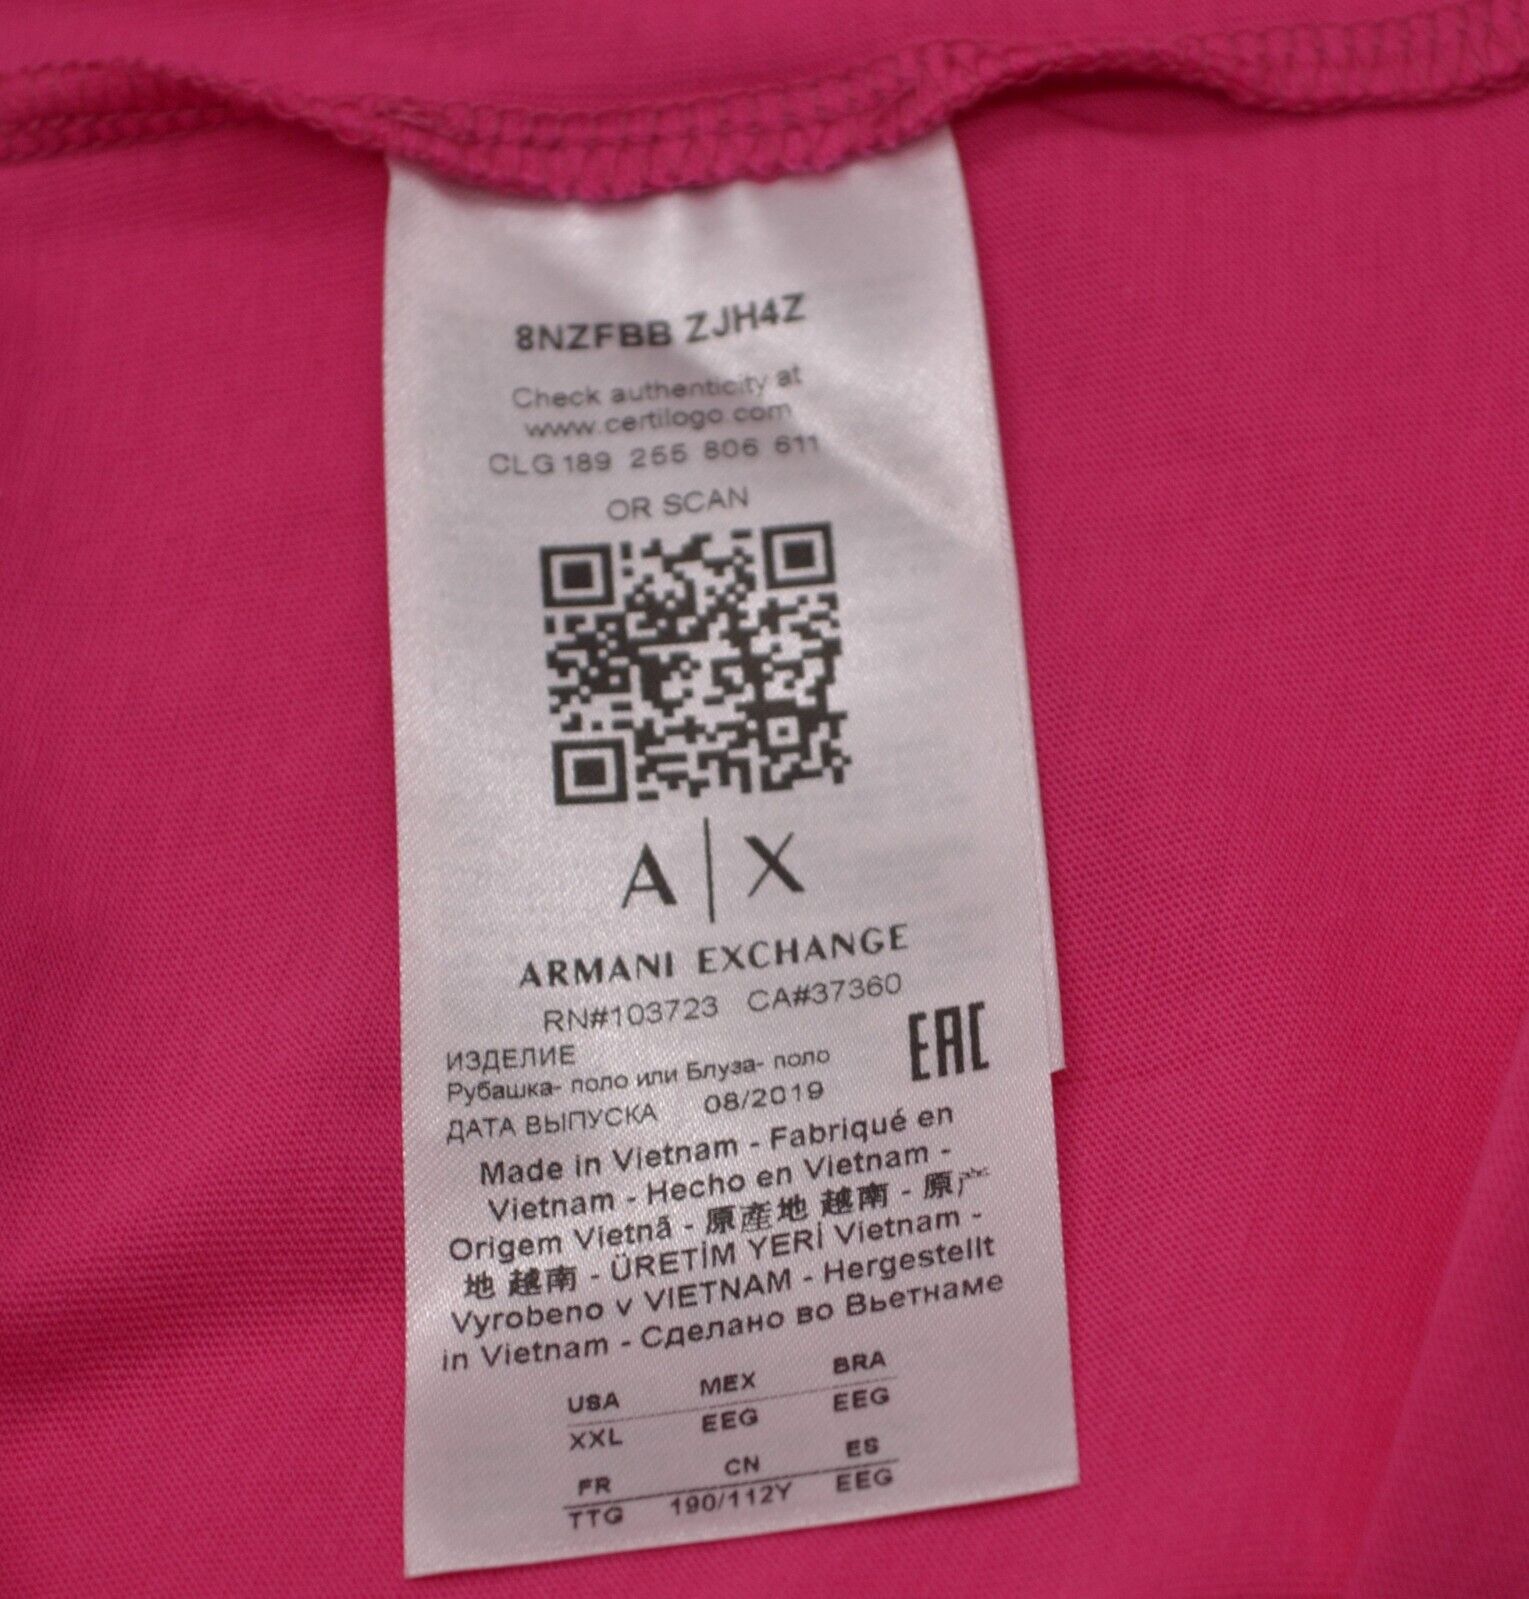 8NZFBB ZJH4Z
Check authenticity at
www.certilogo.com
CLG 189 255 806 611
OR SCAN
A|X
ARMANI EXCHANGE
RN#103723 CA#37360
EAC
ИЗДЕЛИЕ
Рубашка- поло или Блуза- поло
ДАТА ВЫПУСКА 08/2019
Made in Vietnam - Fabriqué en
Vietnam - Hecho en Vietnam -
Origem Vietnã - 原產地 越南 - 原产
地 越南 - ÜRETİM YERİ Vietnam -
Vyrobeno v VIETNAM - Hergestellt
in Vietnam - Сделано во Вьетнаме
USA MEX BRA
XXL EEG EEG
FR CN ES
TTG 190/112Y EEG